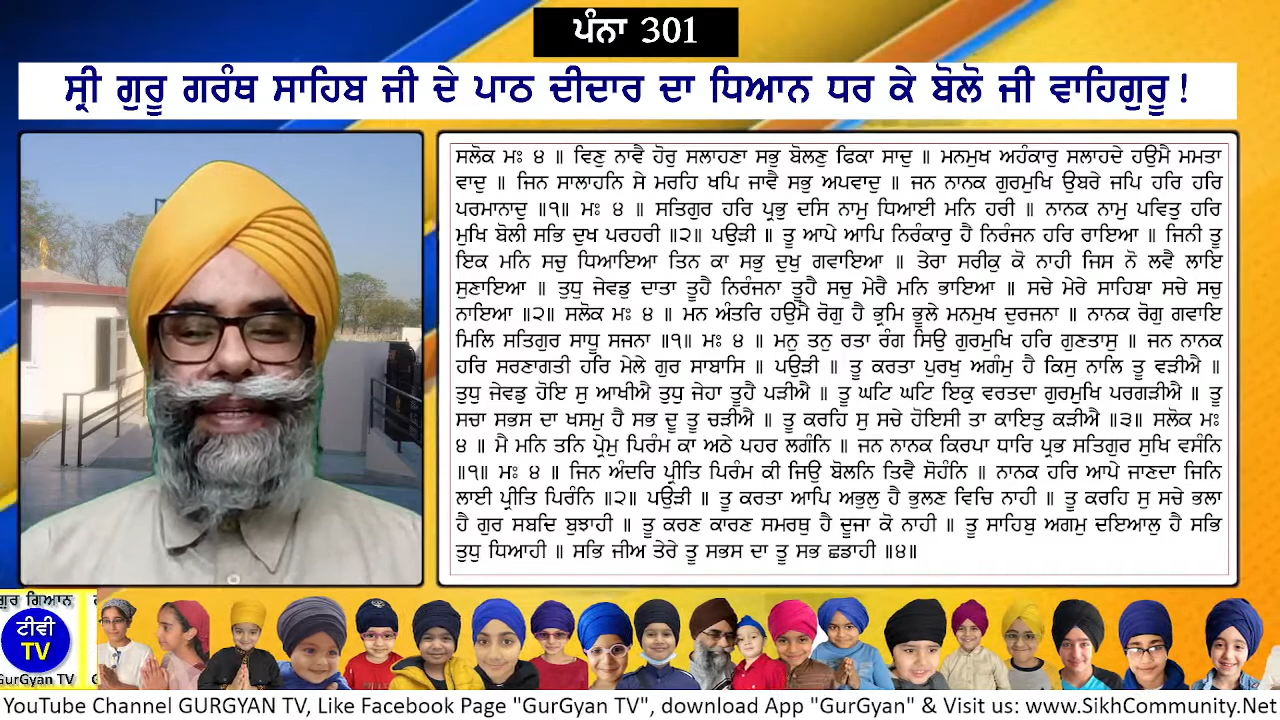 ਪੰਨਾ 301
ਸ੍ਰੀ ਗੁਰੂ ਗਰੰਥ ਸਾਹਿਬ ਜੀ ਦੇ ਪਾਠ ਦੀਦਾਰ ਦਾ ਧਿਆਨ ਧਰ ਕੇ ਬੋਲੋ ਜੀ ਵਾਹਿਗੁਰੂ!
ਸਲੋਕ ਮਃ ੪ ॥ ਵਿਣੁ ਨਾਵੈ ਹੋਰੁ ਸਲਾਹਣਾ ਸਭੁ ਬੋਲਣੁ ਫਿਕਾ ਸਾਦੁ ॥ ਮਨਮੁਖ ਅਹੰਕਾਰੁ ਸਲਾਹਦੇ ਹਉਮੈ ਮਮਤਾ
ਵਾਦੁ ॥ ਜਿਨ ਸਾਲਾਹਨਿ ਸੇ ਮਰਹਿ ਖਪਿ ਜਾਵੈ ਸਭੁ ਅਪਵਾਦੁ ॥ ਜਨ ਨਾਨਕ ਗੁਰਮੁਖਿ ਉਬਰੇ ਜਪਿ ਹਰਿ ਹਰਿ
ਪਰਮਾਨਾਦੁ ॥੧॥ ਮਃ ੪ ॥ ਸਤਿਗੁਰ ਹਰਿ ਪ੍ਰਭੁ ਦਸਿ ਨਾਮੁ ਧਿਆਈ ਮਨਿ ਹਰੀ ॥ ਨਾਨਕ ਨਾਮੁ ਪਵਿਤੁ ਹਰਿ
ਮੁਖਿ ਬੋਲੀ ਸਭਿ ਦੁਖ ਪਰਹਰੀ ॥੨॥ ਪਉੜੀ ॥ ਤੂ ਆਪੇ ਆਪਿ ਨਿਰੰਕਾਰੁ ਹੈ ਨਿਰੰਜਨ ਹਰਿ ਰਾਇਆ ॥ ਜਿਨੀ ਤੂ
ਇਕ ਮਨਿ ਸਚੁ ਧਿਆਇਆ ਤਿਨ ਕਾ ਸਭੁ ਦੁਖੁ ਗਵਾਇਆ ॥ ਤੇਰਾ ਸਰੀਕੁ ਕੋ ਨਾਹੀ ਜਿਸ ਨੋ ਲਵੈ ਲਾਇ
ਸੁਣਾਇਆ ॥ ਤੁਧੁ ਜੇਵਡੁ ਦਾਤਾ ਤੂਹੈ ਨਿਰੰਜਨਾ ਤੂਹੈ ਸਚੁ ਮੇਰੈ ਮਨਿ ਭਾਇਆ ॥ ਸਚੇ ਮੇਰੇ ਸਾਹਿਬਾ ਸਚੇ ਸਚੁ
ਨਾਇਆ ॥੨॥ ਸਲੋਕ ਮਃ ੪ ॥ ਮਨ ਅੰਤਰਿ ਹਉਮੈ ਰੋਗੁ ਹੈ ਭ੍ਰਮਿ ਭੂਲੇ ਮਨਮੁਖ ਦੁਰਜਨਾ ॥ ਨਾਨਕ ਰੋਗੁ ਗਵਾਇ
ਮਿਲਿ ਸਤਿਗੁਰ ਸਾਧੂ ਸਜਨਾ ॥੧॥ ਮਃ ੪ ॥ ਮਨੁ ਤਨੁ ਰਤਾ ਰੰਗ ਸਿਉ ਗੁਰਮੁਖਿ ਹਰਿ ਗੁਣਤਾਸੁ ॥ ਜਨ ਨਾਨਕ
ਹਰਿ ਸਰਣਾਗਤੀ ਹਰਿ ਮੇਲੇ ਗੁਰ ਸਾਬਾਸਿ ॥ ਪਉੜੀ ॥ ਤੂ ਕਰਤਾ ਪੁਰਖੁ ਅਗੰਮੁ ਹੈ ਕਿਸੁ ਨਾਲਿ ਤੂ ਵੜੀਐ ॥
ਤੁਧੁ ਜੇਵਡੁ ਹੋਇ ਸੁ ਆਖੀਐ ਤੁਧੁ ਜੇਹਾ ਤੂਹੈ ਪੜੀਐ ॥ ਤੂ ਘਟਿ ਘਟਿ ਇਕੁ ਵਰਤਦਾ ਗੁਰਮੁਖਿ ਪਰਗੜੀਐ ॥ ਤੂ
ਸਚਾ ਸਭਸ ਦਾ ਖਸਮੁ ਹੈ ਸਭ ਦੂ ਤੂ ਚੜੀਐ ॥ ਤੂ ਕਰਹਿ ਸੁ ਸਚੇ ਹੋਇਸੀ ਤਾ ਕਾਇਤੁ ਕੜੀਐ ॥੩॥ ਸਲੋਕ ਮਃ
੪ ॥ ਮੈ ਮਨਿ ਤਨਿ ਪ੍ਰੇਮੁ ਪਿਰੰਮ ਕਾ ਅਠੇ ਪਹਰ ਲਗੰਨਿ ॥ ਜਨ ਨਾਨਕ ਕਿਰਪਾ ਧਾਰਿ ਪ੍ਰਭ ਸਤਿਗੁਰ ਸੁਖਿ ਵਸੰਨਿ
॥੧॥ ਮਃ ੪ ॥ ਜਿਨ ਅੰਦਰਿ ਪ੍ਰੀਤਿ ਪਿਰੰਮ ਕੀ ਜਿਉ ਬੋਲਨਿ ਤਿਵੈ ਸੋਹੰਨਿ ॥ ਨਾਨਕ ਹਰਿ ਆਪੇ ਜਾਣਦਾ ਜਿਨਿ
ਲਾਈ ਪ੍ਰੀਤਿ ਪਿਰੰਨਿ ॥੨॥ ਪਉੜੀ ॥ ਤੂ ਕਰਤਾ ਆਪਿ ਅਭੁਲੁ ਹੈ ਭੁਲਣ ਵਿਚਿ ਨਾਹੀ ॥ ਤੂ ਕਰਹਿ ਸੁ ਸਚੇ ਭਲਾ
ਹੈ ਗੁਰ ਸਬਦਿ ਬੁਝਾਹੀ ॥ ਤੂ ਕਰਣ ਕਾਰਣ ਸਮਰਥੁ ਹੈ ਦੂਜਾ ਕੋ ਨਾਹੀ ॥ ਤੂ ਸਾਹਿਬੁ ਅਗਮੁ ਦਇਆਲੁ ਹੈ ਸਭਿ
ਤੁਧੁ ਧਿਆਹੀ ॥ ਸਭਿ ਜੀਅ ਤੇਰੇ ਤੂ ਸਭਸ ਦਾ ਤੂ ਸਭ ਛਡਾਹੀ ॥੪॥
ਗੁਰ ਗਿਆਨ
ਟੀਵੀ
TV
GurGyan TV
YouTube Channel GURGYAN TV, Like Facebook Page "GurGyan TV", download App "GurGyan" & Visit us: www.SikhCommunity.Net